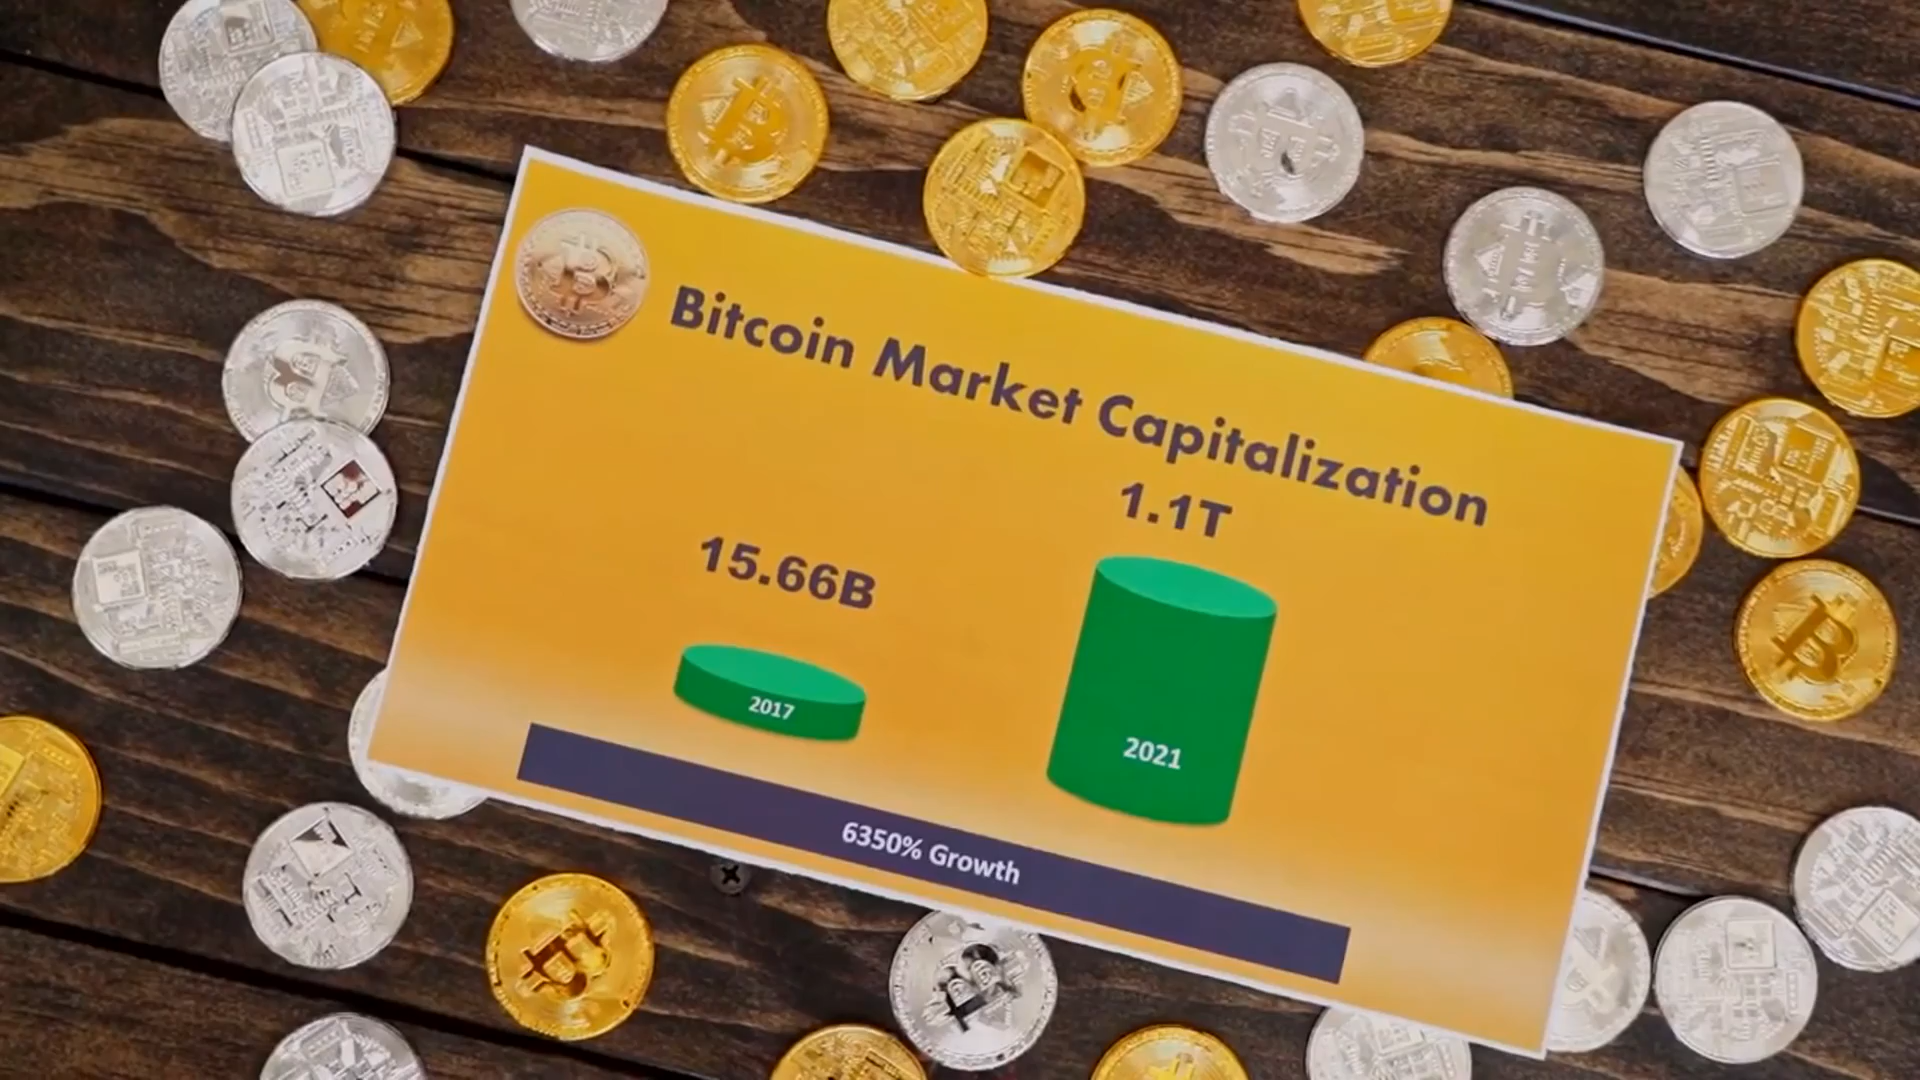 Bitcoin Market Capitalization
15.66B
1.1T
2017
2021
6350% Growth